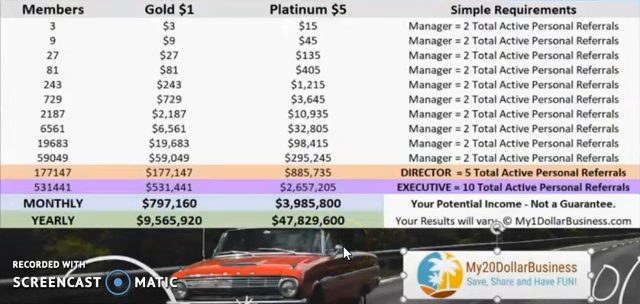 Members Gold $1 Platinum $5 Simple Requirements
3 $3 $15 Manager = 2 Total Active Personal Referrals
9 $9 $45 Manager = 2 Total Active Personal Referrals
27 $27 $135 Manager = 2 Total Active Personal Referrals
81 $81 $405 Manager = 2 Total Active Personal Referrals
243 $243 $1,215 Manager = 2 Total Active Personal Referrals
729 $729 $3,645 Manager = 2 Total Active Personal Referrals
2187 $2,187 $10,935 Manager = 2 Total Active Personal Referrals
6561 $6,561 $32,805 Manager = 2 Total Active Personal Referrals
19683 $19,683 $98,415 Manager = 2 Total Active Personal Referrals
59049 $59,049 $295,245 Manager = 2 Total Active Personal Referrals
177147 $177,147 $885,735 DIRECTOR = 5 Total Active Personal Referrals
531441 $531,441 $2,657,205 EXECUTIVE = 10 Total Active Personal Referrals
MONTHLY $797,160 $3,985,800 Your Potential Income - Not a Guarantee.
YEARLY $9,565,920 $47,829,600 Your Results will vary © My1DollarBusiness.com
RECORDED WITH
SCREENCAST MATIC
My20DollarBusiness
Save, Share and Have FUN!